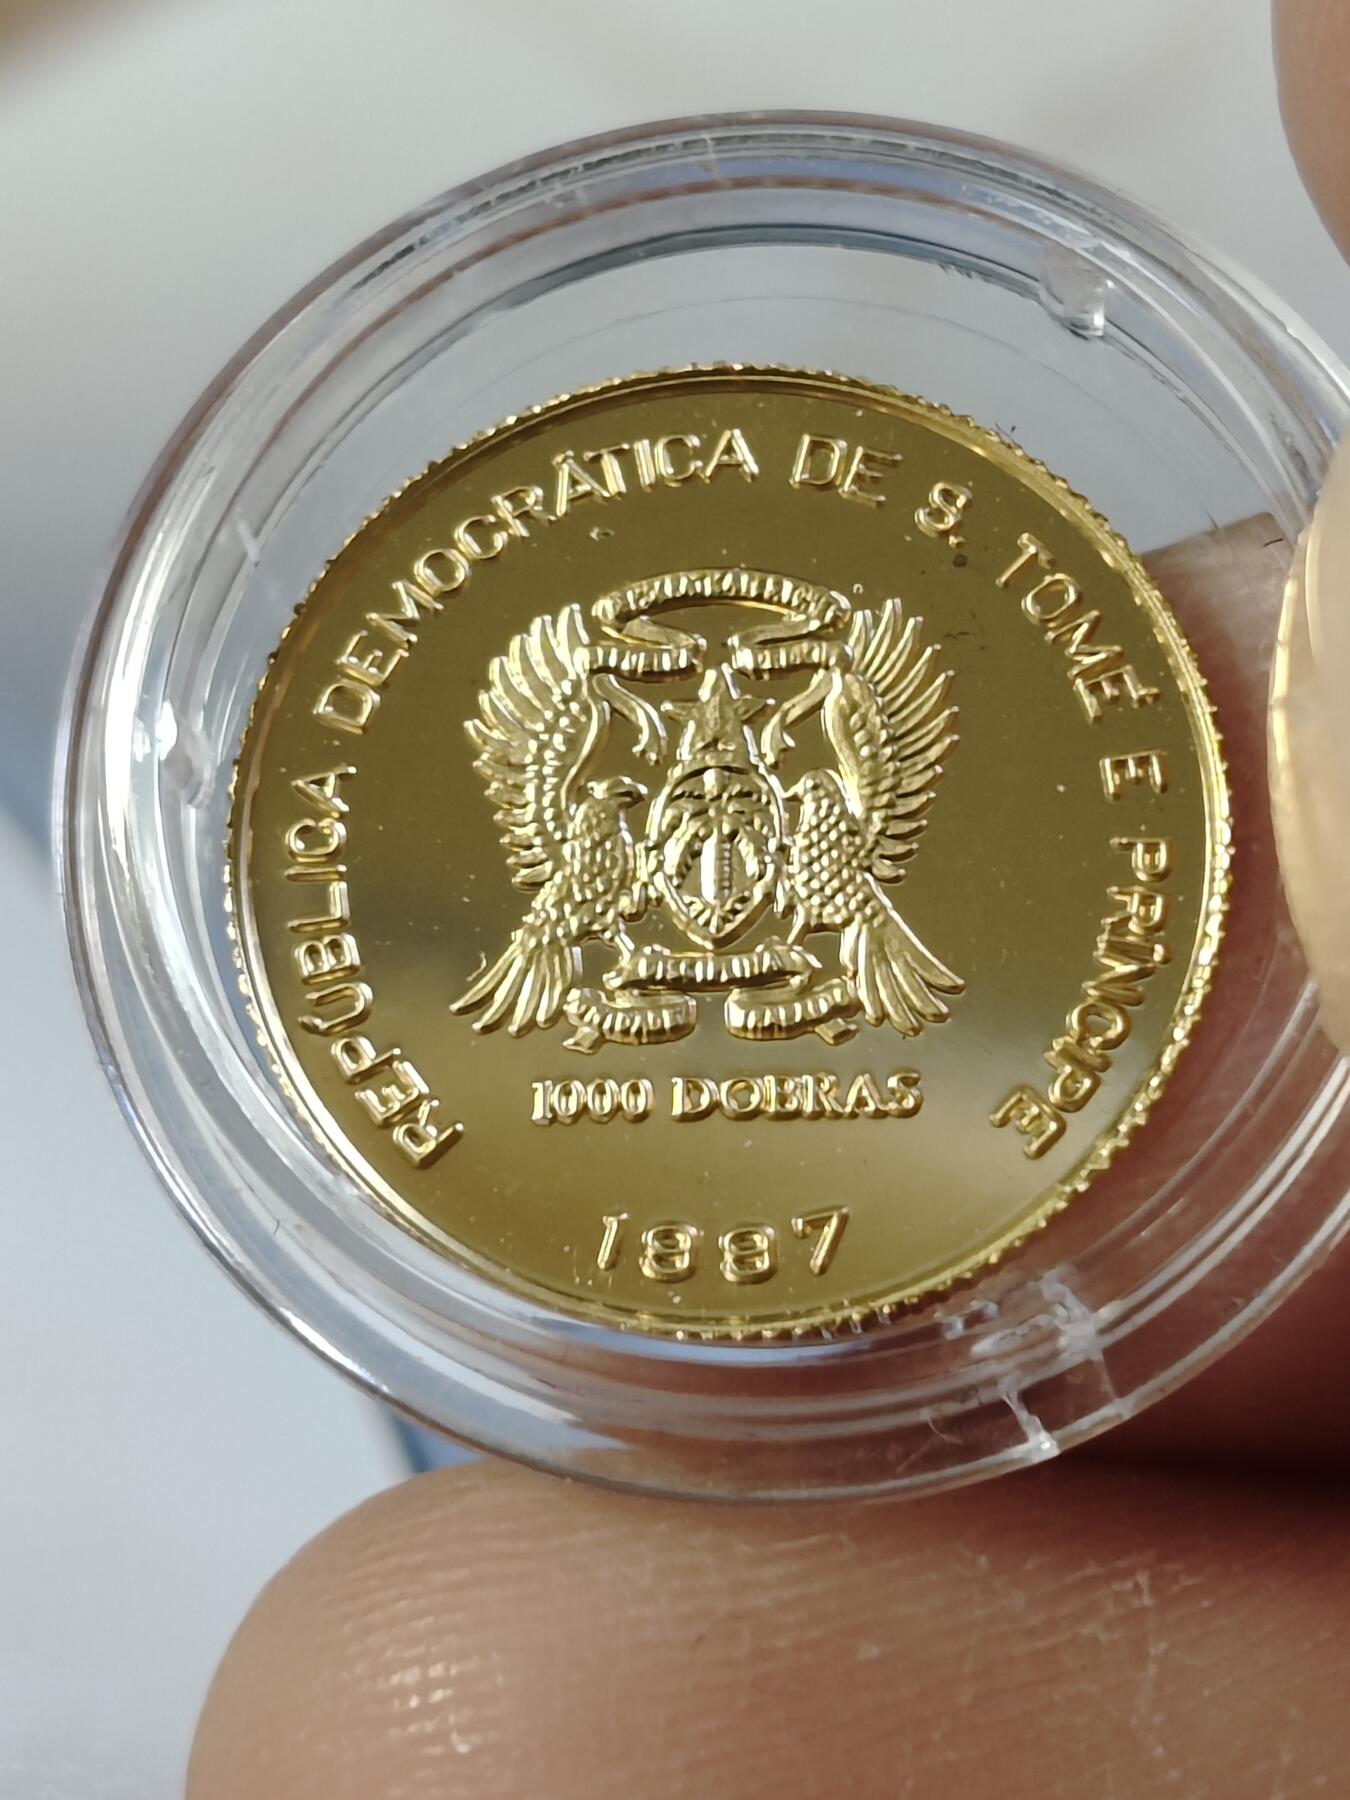 REPÚBLICA DEMOCRÁTICA DE S. TOMÉ E PRÍNCIPE
1000 DOBRAS
1997